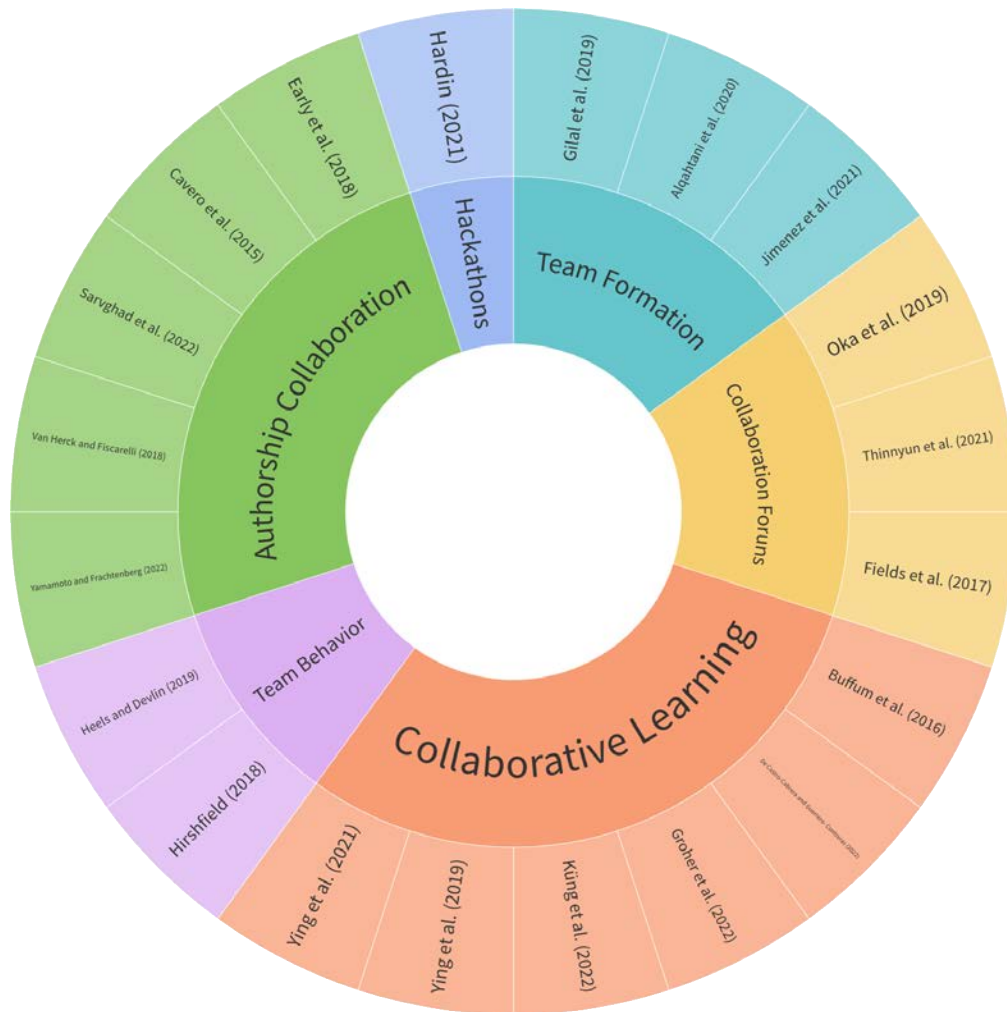 Hackathons
Hardin (2021)
Team Formation
Gilal et al. (2019)
Alqahtani et al. (2020)
Jimenez et al. (2021)
Collaboration Foruns
Oka et al. (2019)
Thinnyun et al. (2021)
Fields et al. (2017)
Collaborative Learning
Buffum et al. (2016)
Groher et al. (2022)
Küng et al. (2022)
Ying et al. (2019)
Ying et al. (2021)
Team Behavior
Hirshfield (2018)
Heels and Devlin (2019)
Authorship Collaboration
Yamamoto and Frachtenberg (2022)
Van Herck and Fiscarelli (2018)
Sarvghad et al. (2022)
Cavero et al. (2015)
Early et al. (2018)